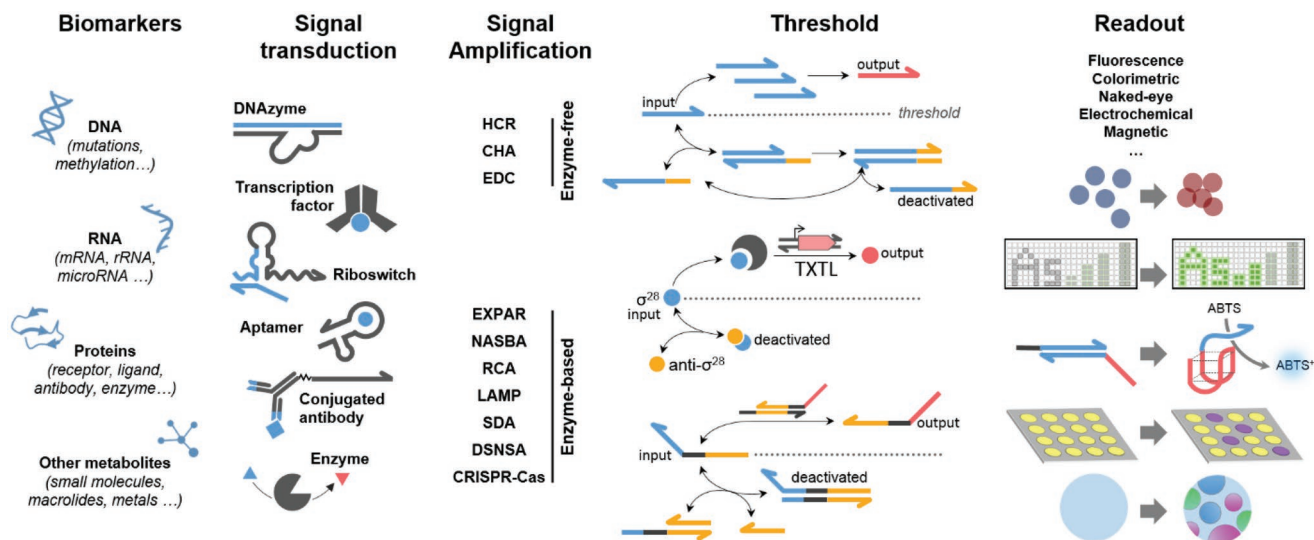 Biomarkers
DNA
(mutations,
methylation…)
RNA
(mRNA, rRNA,
microRNA …)
Proteins
(receptor, ligand,
antibody, enzyme…)
Other metabolites
(small molecules,
macrolides, metals …)
Signal
transduction
DNAzyme
Transcription
factor
Riboswitch
Aptamer
Conjugated
antibody
Enzyme
Signal
Amplification
HCR
CHA
EDC
Enzyme-free
EXPAR
NASBA
RCA
LAMP
SDA
DSNSA
CRISPR-Cas
Enzyme-based
Threshold
input
output
threshold
deactivated
TXTL
output
σ²⁸
input
deactivated
anti-σ²⁸
input
output
deactivated
Readout
Fluorescence
Colorimetric
Naked-eye
Electrochemical
Magnetic
…
As
As
ABTS
ABTS⁺